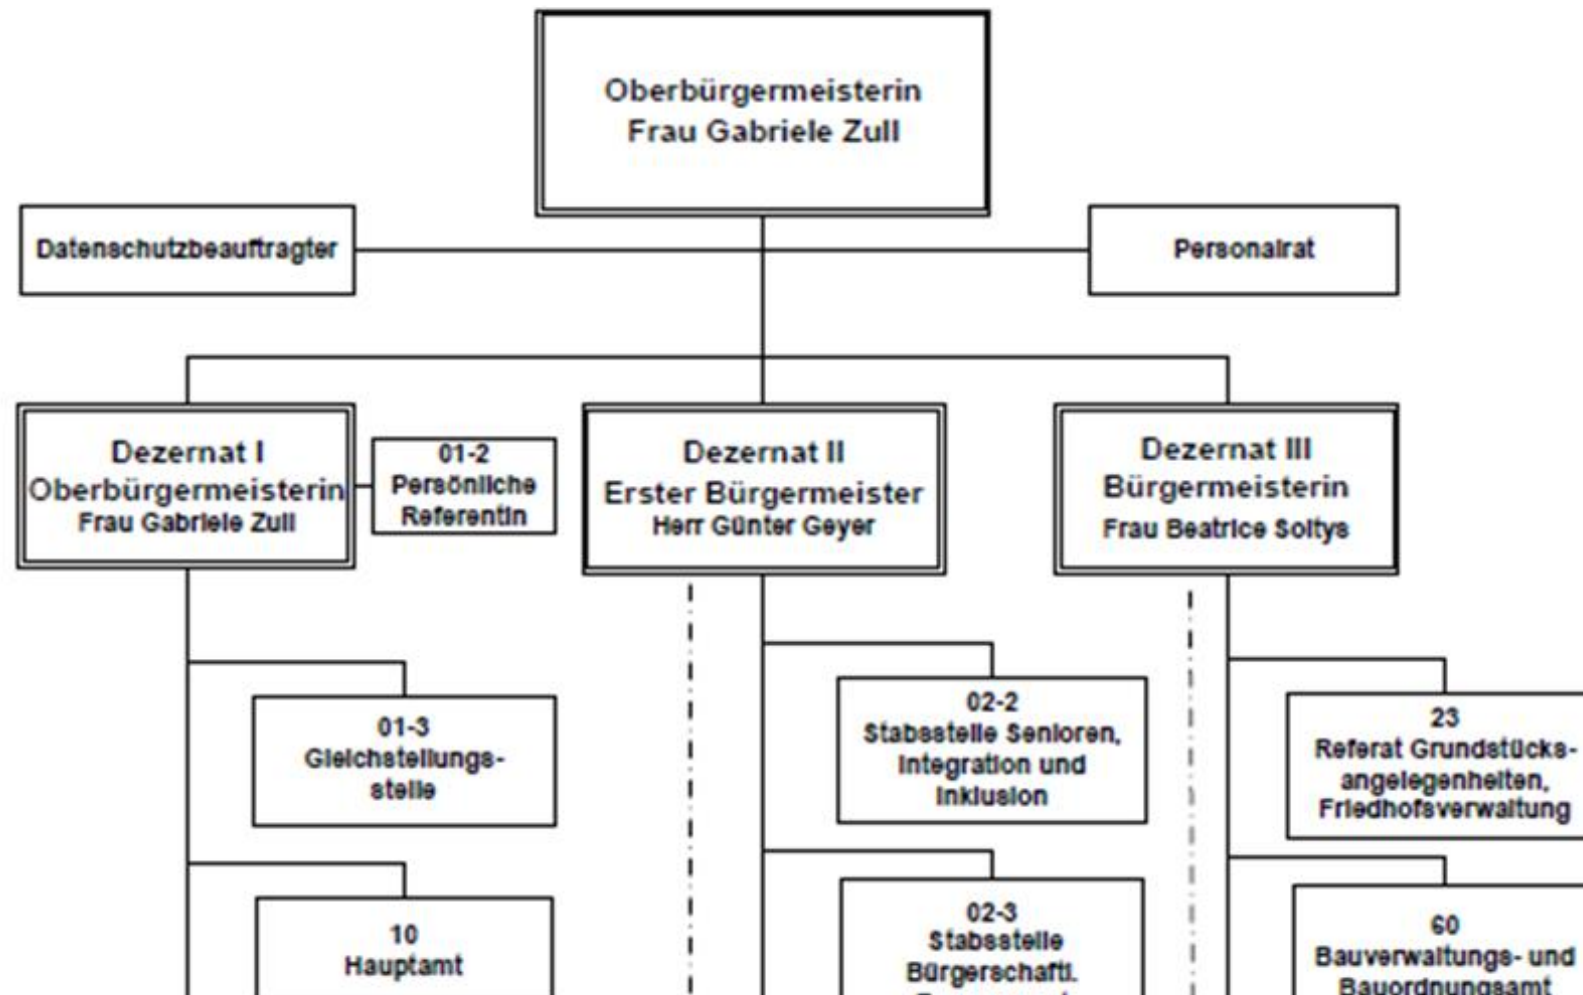 Oberbürgermeisterin
Frau Gabriele Zull
Datenschutzbeauftragter
Personalrat
Dezernat I
Oberbürgermeisterin
Frau Gabriele Zull
01-2
Persönliche
Referentin
Dezernat II
Erster Bürgermeister
Herr Günter Geyer
Dezernat III
Bürgermeisterin
Frau Beatrice Soltys
01-3
Gleichstellungs-
stelle
02-2
Stabsstelle Senioren,
Integration und
Inklusion
23
Referat Grundstücks-
angelegenheiten,
Friedhofsverwaltung
10
Hauptamt
02-3
Stabsstelle
Bürgerschaftl.
60
Bauverwaltungs- und
Bauordnungsamt